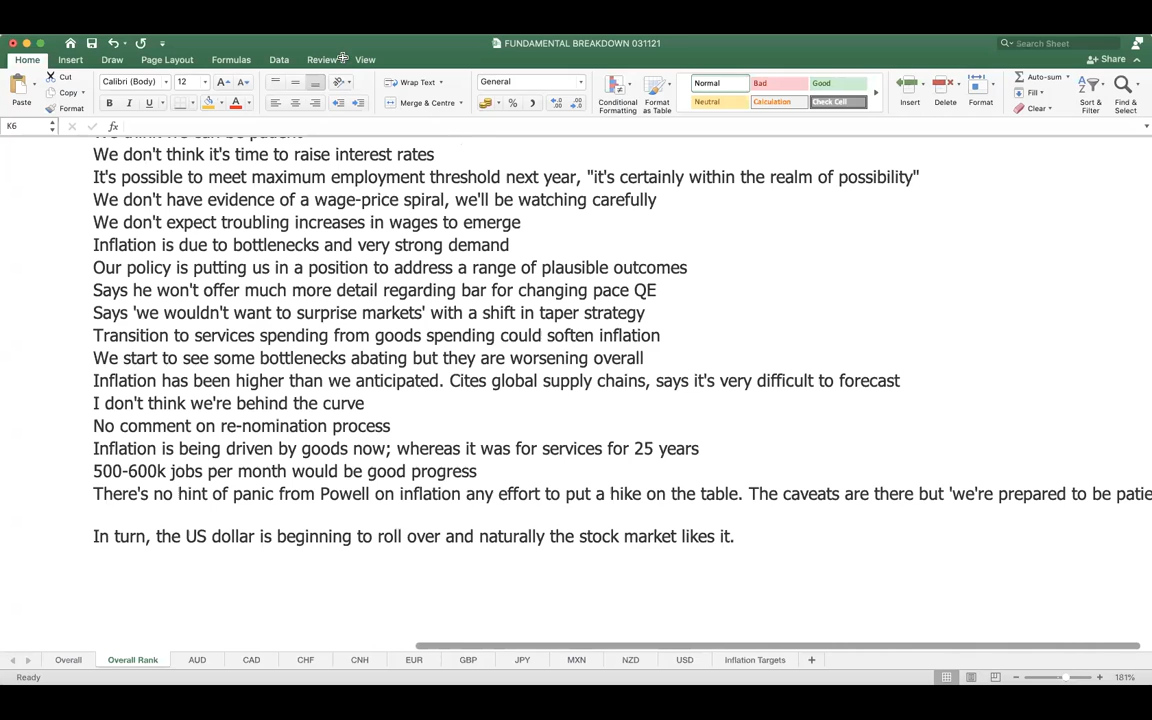 FUNDAMENTAL BREAKDOWN 031121
Search Sheet
Home Insert Draw Page Layout Formulas Data Review View
Share
Paste
Cut
Copy
Format
Calibri (Body) 12 A A
B I U A
Wrap Text
Merge & Centre
General
%
Conditional Formatting
Format as Table
Normal Bad Good
Neutral Calculation Check Cell
Insert Delete Format
Auto-sum
Fill
Clear
Sort & Filter
Find & Select
K6 fx
We think we can be patient
We don't think it's time to raise interest rates
It's possible to meet maximum employment threshold next year, "it's certainly within the realm of possibility"
We don't have evidence of a wage-price spiral, we'll be watching carefully
We don't expect troubling increases in wages to emerge
Inflation is due to bottlenecks and very strong demand
Our policy is putting us in a position to address a range of plausible outcomes
Says he won't offer much more detail regarding bar for changing pace QE
Says 'we wouldn't want to surprise markets' with a shift in taper strategy
Transition to services spending from goods spending could soften inflation
We start to see some bottlenecks abating but they are worsening overall
Inflation has been higher than we anticipated. Cites global supply chains, says it's very difficult to forecast
I don't think we're behind the curve
No comment on re-nomination process
Inflation is being driven by goods now; whereas it was for services for 25 years
500-600k jobs per month would be good progress
There's no hint of panic from Powell on inflation any effort to put a hike on the table. The caveats are there but 'we're prepared to be patie
In turn, the US dollar is beginning to roll over and naturally the stock market likes it.
Overall Overall Rank AUD CAD CHF CNH EUR GBP JPY MXN NZD USD Inflation Targets +
Ready
181%